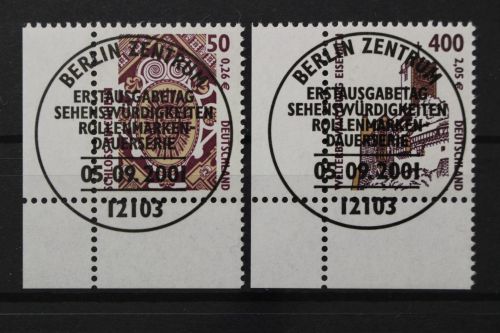 BERLIN ZENTRUM
50
0,26 €
ERSTAUSGABETAG
SEHENSWÜRDIGKEITEN
ROLLENMARKEN-
DAUERSERIE
DEUTSCHLAND
05.09.2001
12103
BERLIN ZENTRUM
400
2,05 €
ERSTAUSGABETAG
SEHENSWÜRDIGKEITEN
ROLLENMARKEN-
DAUERSERIE
DEUTSCHLAND
05.09.2001
12103